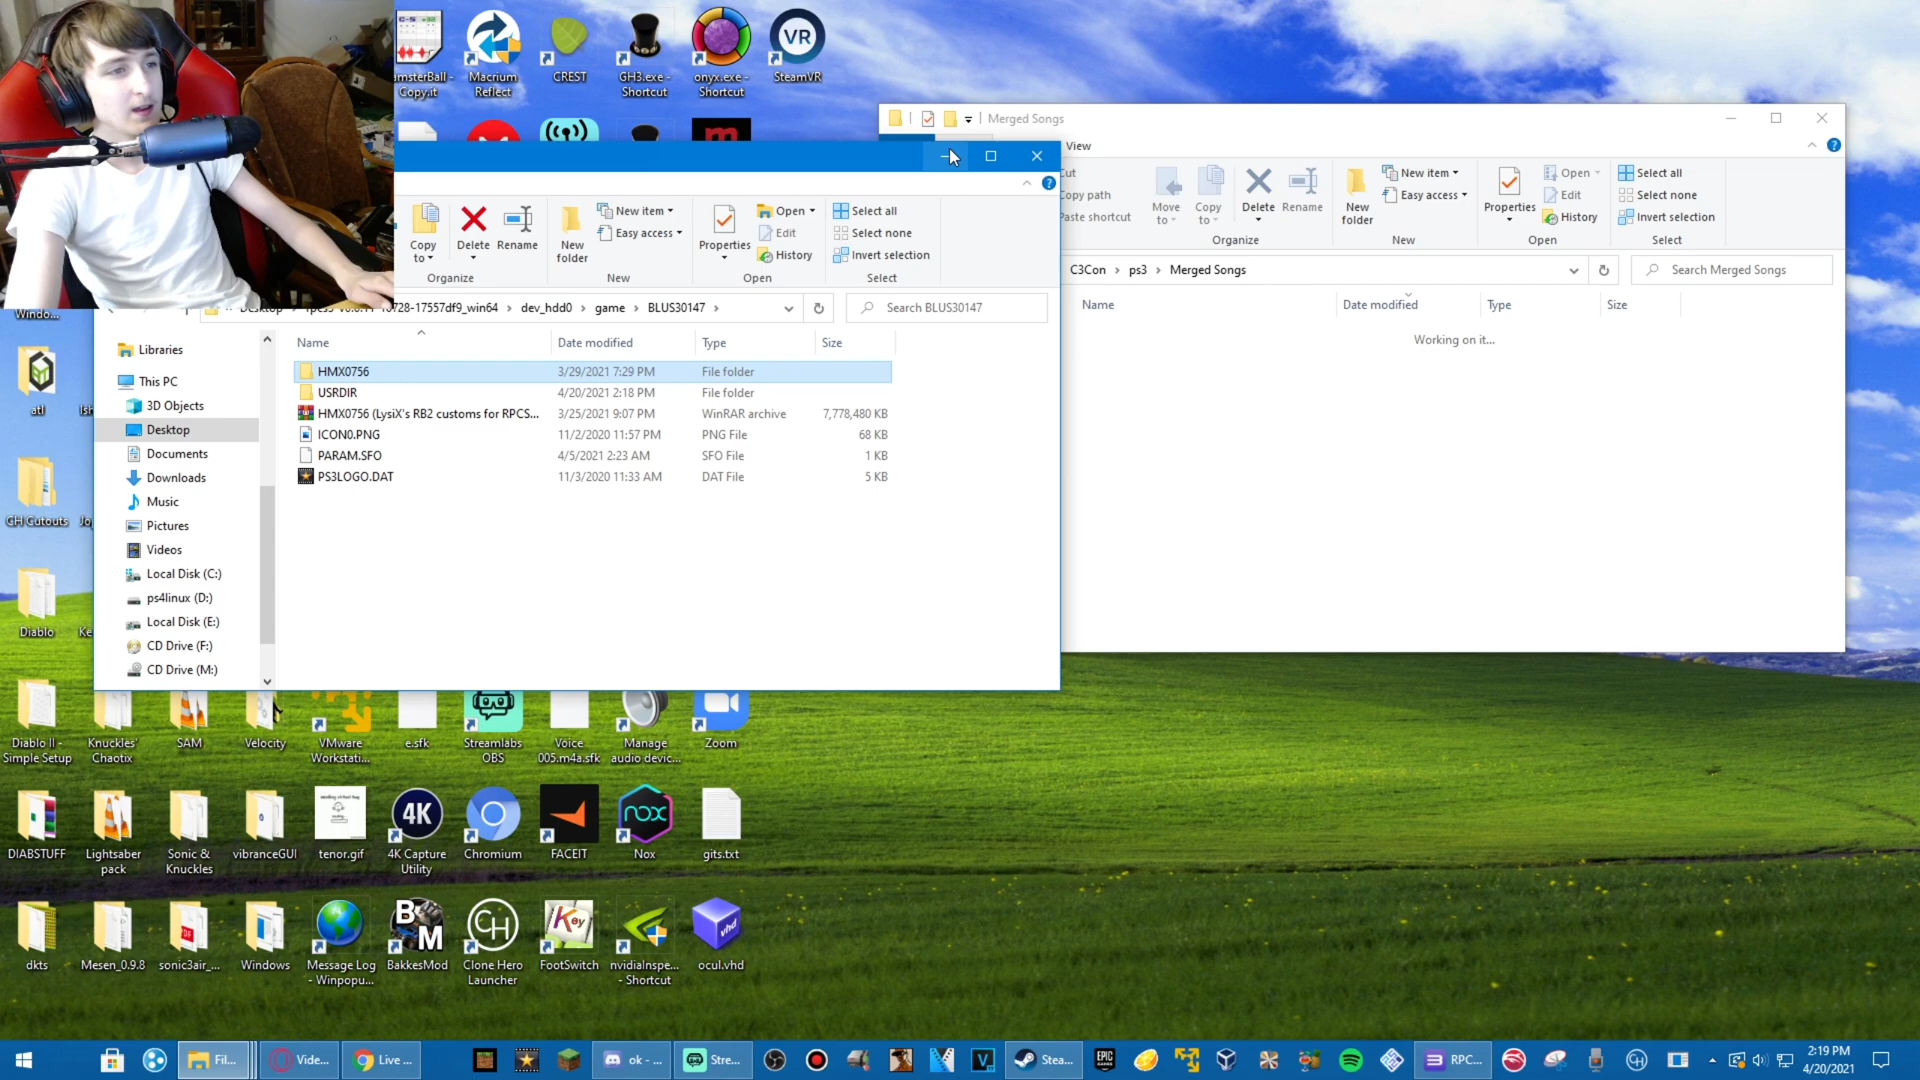 amsterBall -
Copy.it
Macrium
Reflect
CREST
GH3.exe -
Shortcut
onyx.exe -
Shortcut
VR
SteamVR
Merged Songs
View
Cut
Copy path
Paste shortcut
Move
to
Copy
to
Delete
Rename
New
folder
New item
Easy access
Properties
Open
Edit
History
Select all
Select none
Invert selection
Organize
New
Open
Select
C3Con > ps3 > Merged Songs
Search Merged Songs
Name
Date modified
Type
Size
Working on it...
Copy
to
Delete
Rename
New
folder
New item
Easy access
Properties
Open
Edit
History
Select all
Select none
Invert selection
Organize
New
Open
Select
dev_hdd0 > game > BLUS30147 >
Search BLUS30147
Name
Date modified
Type
Size
HMX0756 3/29/2021 7:29 PM File folder
USRDIR 4/20/2021 2:18 PM File folder
HMX0756 (LysiX's RB2 customs for RPCS... 3/25/2021 9:07 PM WinRAR archive 7,778,480 KB
ICON0.PNG 11/2/2020 11:57 PM PNG File 68 KB
PARAM.SFO 4/5/2021 2:23 AM SFO File 1 KB
PS3LOGO.DAT 11/3/2020 11:33 AM DAT File 5 KB
Libraries
This PC
3D Objects
Desktop
Documents
Downloads
Music
Pictures
Videos
Local Disk (C:)
ps4linux (D:)
Local Disk (E:)
CD Drive (F:)
CD Drive (M:)
Windo...
atl
CH Cutouts
Diablo
Diablo II -
Simple Setup
Knuckles'
Chaotix
SAM
Velocity
VMware
Workstati...
e.sfk
Streamlabs
OBS
Voice
005.m4a.sfk
Manage
audio devic...
Zoom
4K
nox
DIABSTUFF
Lightsaber
pack
Sonic &
Knuckles
vibranceGUI
tenor.gif
4K Capture
Utility
Chromium
FACEIT
Nox
gits.txt
B M
CH
Key
vhd
dkts
Mesen_0.9.8
sonic3air_...
Windows
Message Log
- Winpopu...
BakkesMod
Clone Hero
Launcher
FootSwitch
nvidiaInspe...
- Shortcut
ocul.vhd
Fil...
Vide...
Live ...
ok - ...
Stre...
Stea...
EPIC
GAMES
RPC...
2:19 PM
4/20/2021